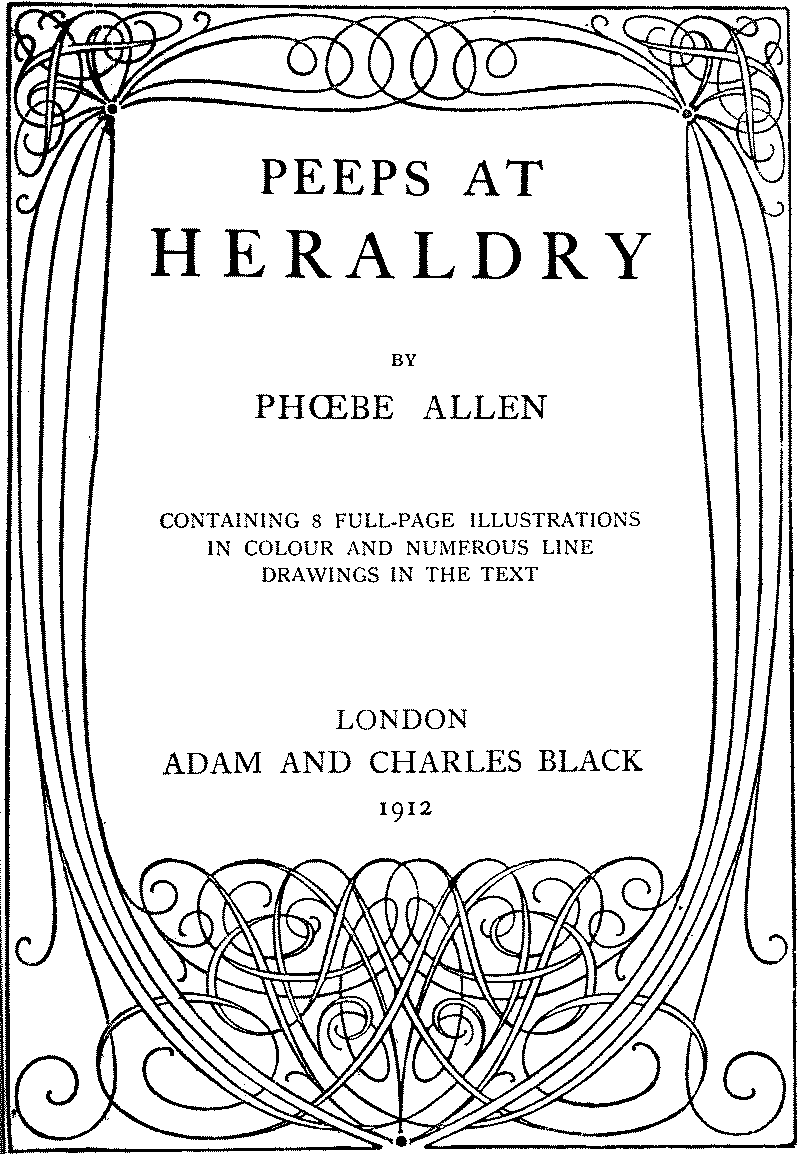 PEEPS AT
HERALDRY
BY
PHŒBE ALLEN
CONTAINING 8 FULL-PAGE ILLUSTRATIONS
IN COLOUR AND NUMEROUS LINE
DRAWINGS IN THE TEXT
LONDON
ADAM AND CHARLES BLACK
1912